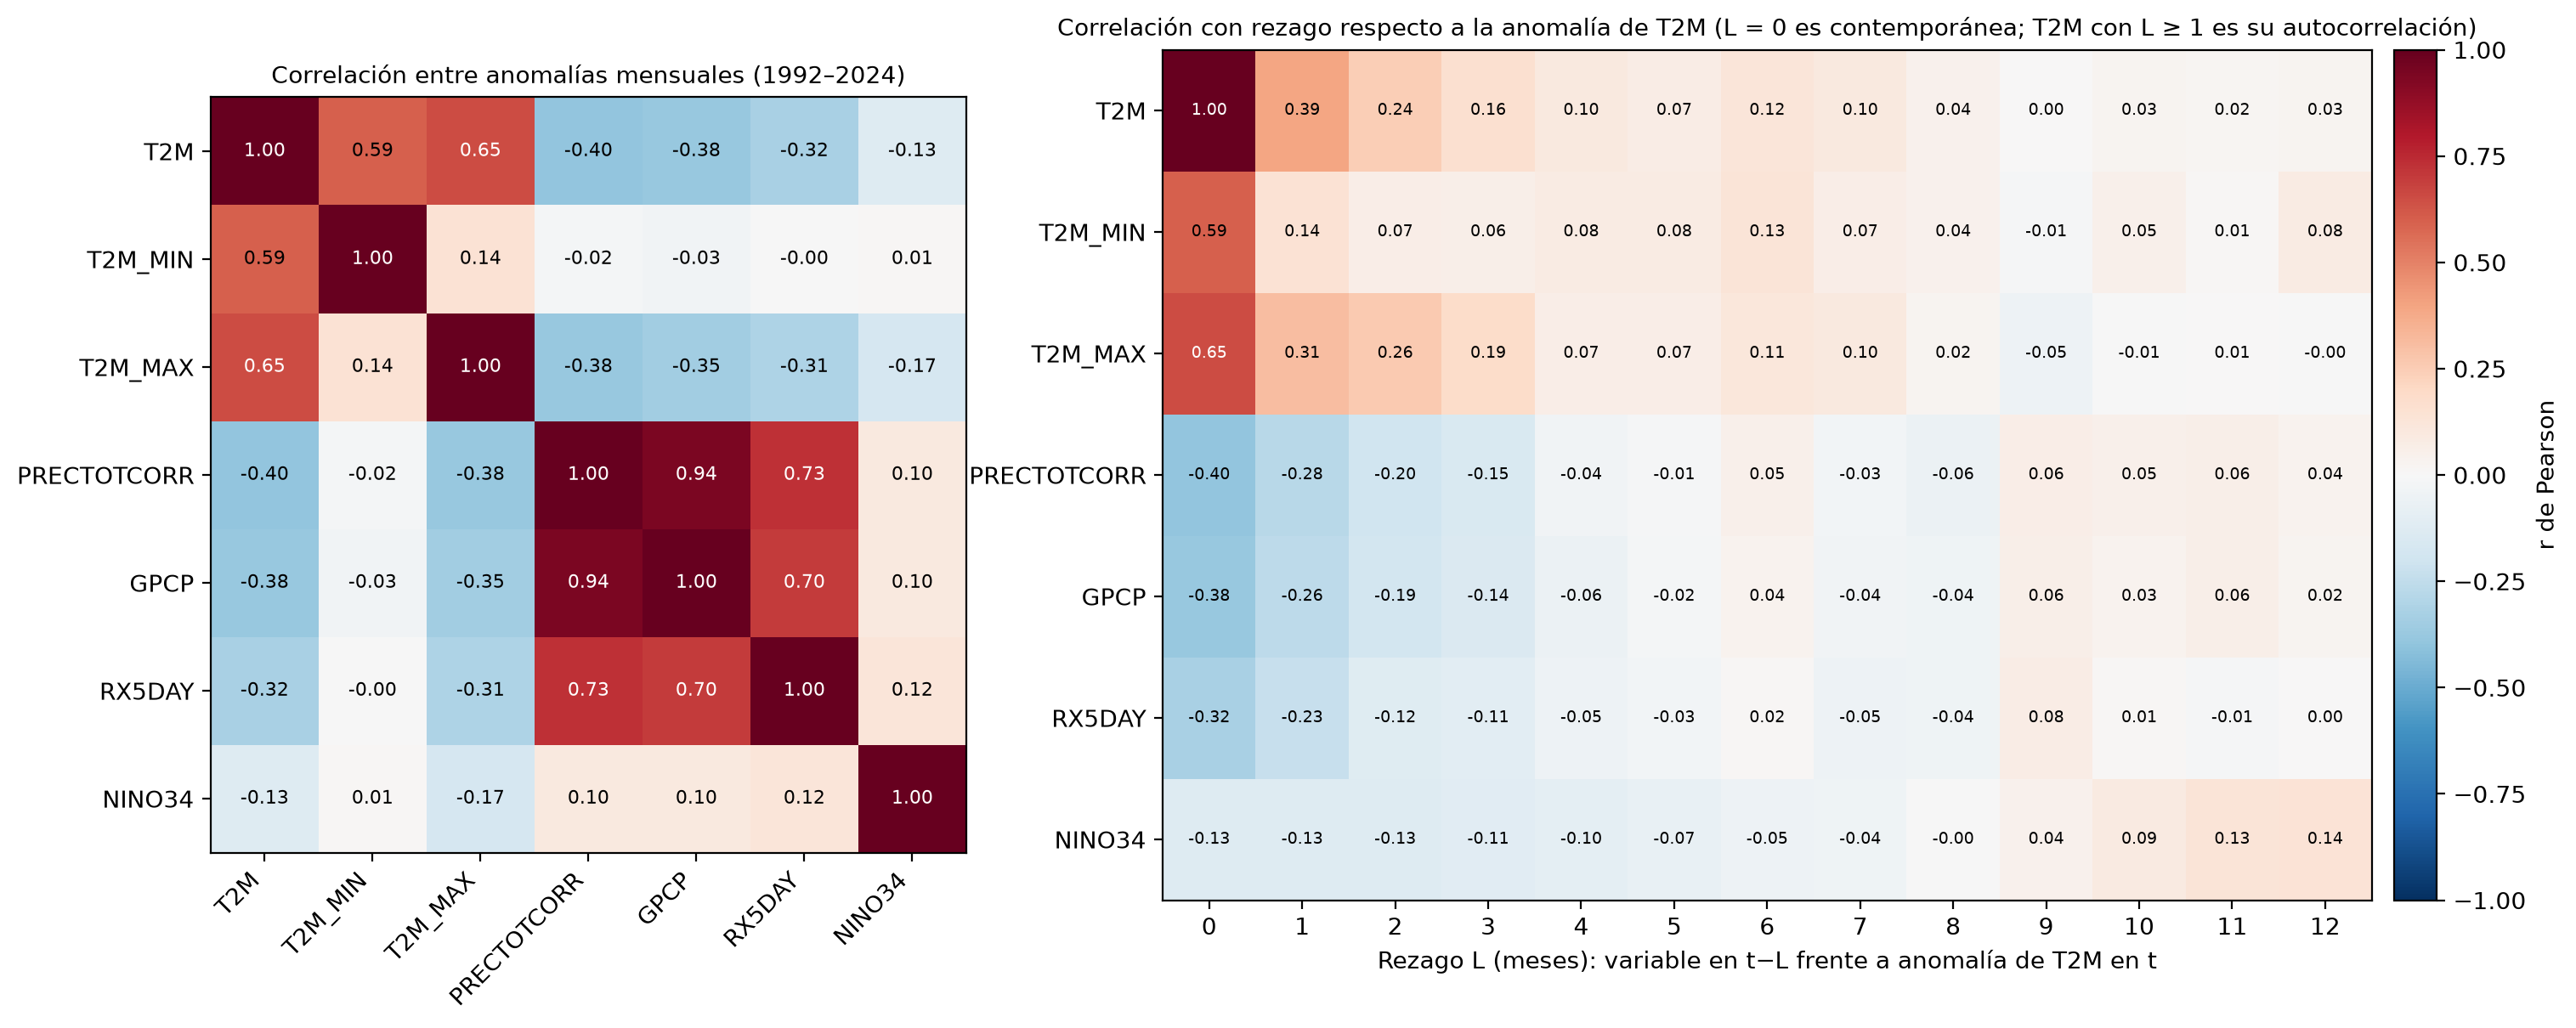 Correlación entre anomalías mensuales (1992–2024)
T2M 1.00 0.59 0.65 -0.40 -0.38 -0.32 -0.13
T2M_MIN 0.59 1.00 0.14 -0.02 -0.03 -0.00 0.01
T2M_MAX 0.65 0.14 1.00 -0.38 -0.35 -0.31 -0.17
PRECTOTCORR -0.40 -0.02 -0.38 1.00 0.94 0.73 0.10
GPCP -0.38 -0.03 -0.35 0.94 1.00 0.70 0.10
RX5DAY -0.32 -0.00 -0.31 0.73 0.70 1.00 0.12
NINO34 -0.13 0.01 -0.17 0.10 0.10 0.12 1.00
T2M T2M_MIN T2M_MAX PRECTOTCORR GPCP RX5DAY NINO34
Correlación con rezago respecto a la anomalía de T2M (L = 0 es contemporánea; T2M con L ≥ 1 es su autocorrelación)
T2M 1.00 0.39 0.24 0.16 0.10 0.07 0.12 0.10 0.04 0.00 0.03 0.02 0.03
T2M_MIN 0.59 0.14 0.07 0.06 0.08 0.08 0.13 0.07 0.04 -0.01 0.05 0.01 0.08
T2M_MAX 0.65 0.31 0.26 0.19 0.07 0.07 0.11 0.10 0.02 -0.05 -0.01 0.01 -0.00
PRECTOTCORR -0.40 -0.28 -0.20 -0.15 -0.04 -0.01 0.05 -0.03 -0.06 0.06 0.05 0.06 0.04
GPCP -0.38 -0.26 -0.19 -0.14 -0.06 -0.02 0.04 -0.04 -0.04 0.06 0.03 0.06 0.02
RX5DAY -0.32 -0.23 -0.12 -0.11 -0.05 -0.03 0.02 -0.05 -0.04 0.08 0.01 -0.01 0.00
NINO34 -0.13 -0.13 -0.13 -0.11 -0.10 -0.07 -0.05 -0.04 -0.00 0.04 0.09 0.13 0.14
0 1 2 3 4 5 6 7 8 9 10 11 12
Rezago L (meses): variable en t−L frente a anomalía de T2M en t
1.00
0.75
0.50
0.25
0.00
−0.25
−0.50
−0.75
−1.00
r de Pearson